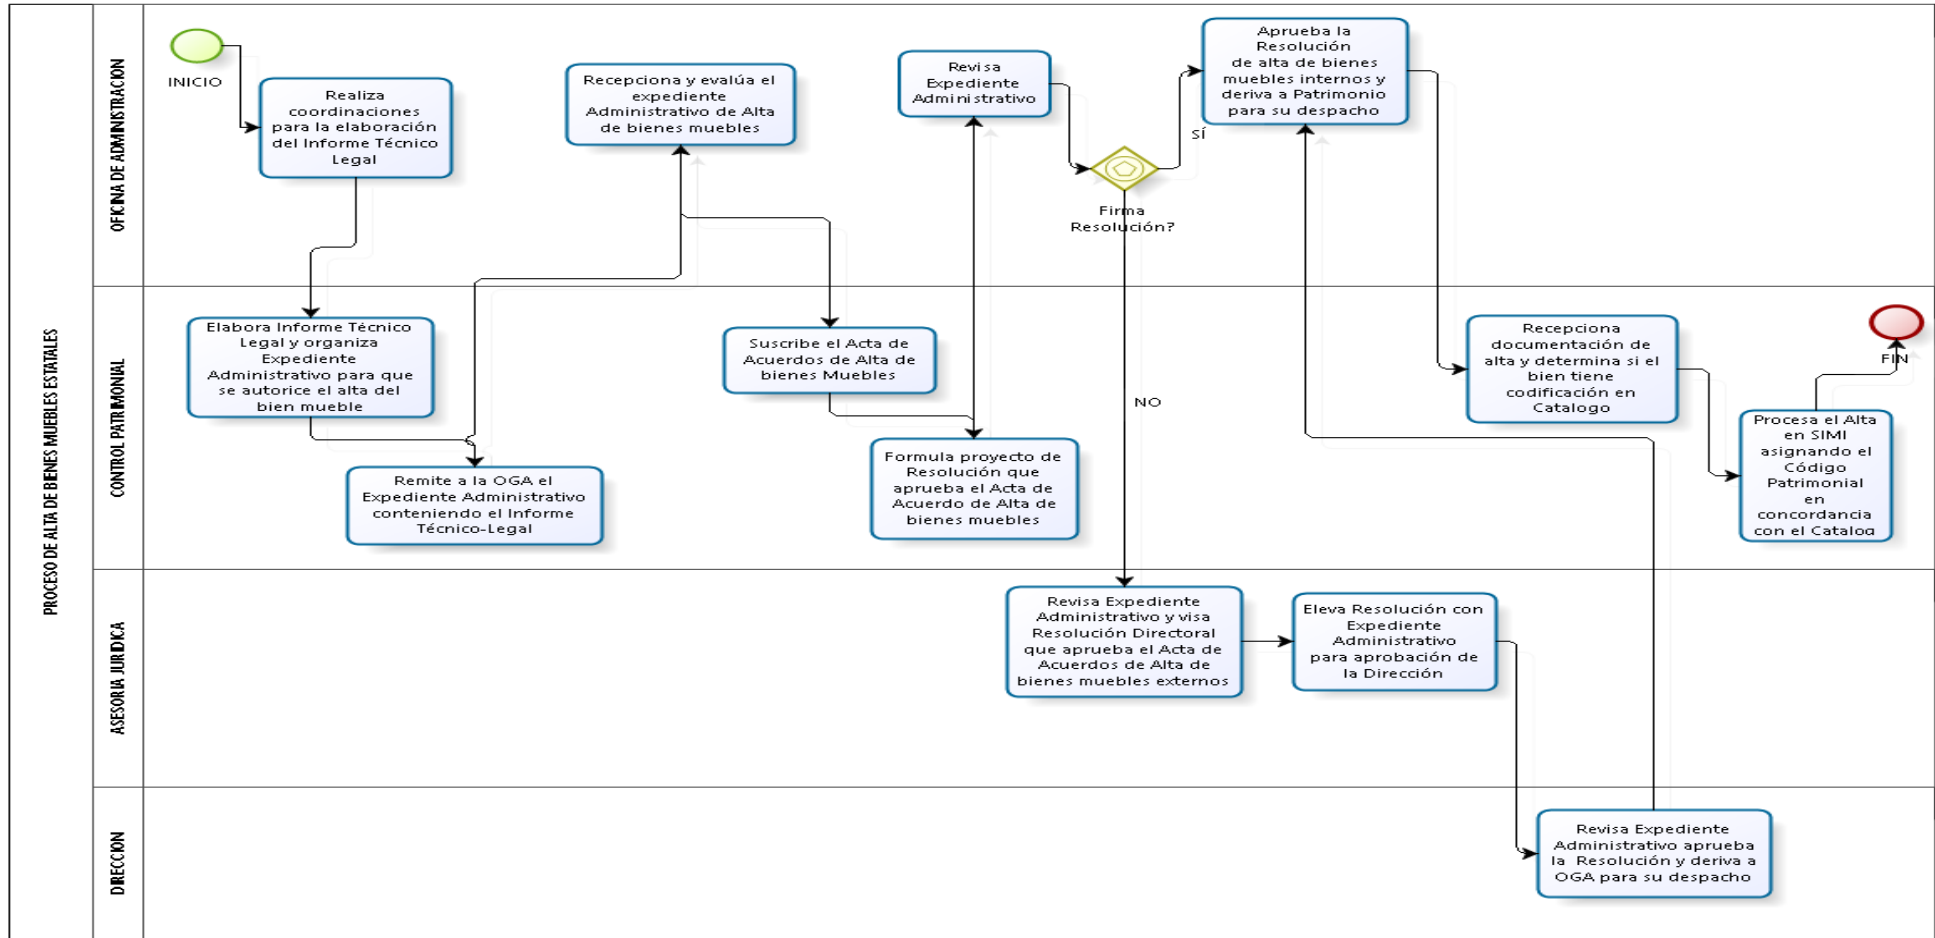 PROCESO DE ALTA DE BIENES MUEBLES ESTATALES
OFICINA DE ADMINISTRACION
INICIO
Realiza
coordinaciones
para la elaboración
del Informe Técnico
Legal
Recepciona y evalúa el
expediente
Administrativo de Alta
de bienes muebles
Revisa
Expediente
Administrativo
Firma
Resolución?
SÍ
NO
Aprueba la
Resolución
de alta de bienes
muebles internos y
deriva a Patrimonio
para su despacho
CONTROL PATRIMONIAL
Elabora Informe Técnico
Legal y organiza
Expediente
Administrativo para que
se autorice el alta del
bien mueble
Remite a la OGA el
Expediente Administrativo
conteniendo el Informe
Técnico-Legal
Suscribe el Acta de
Acuerdos de Alta de
bienes Muebles
Formula proyecto de
Resolución que
aprueba el Acta de
Acuerdo de Alta de
bienes muebles
Recepciona
documentación de
alta y determina si el
bien tiene
codificación en
Catalogo
Procesa el Alta
en SIMI
asignando el
Código
Patrimonial
en
concordancia
con el Catalog
FIN
ASESORIA JURIDICA
Revisa Expediente
Administrativo y visa
Resolución Directoral
que aprueba el Acta de
Acuerdos de Alta de
bienes muebles externos
Eleva Resolución con
Expediente
Administrativo
para aprobación de
la Dirección
DIRECCION
Revisa Expediente
Administrativo aprueba
la Resolución y deriva a
OGA para su despacho